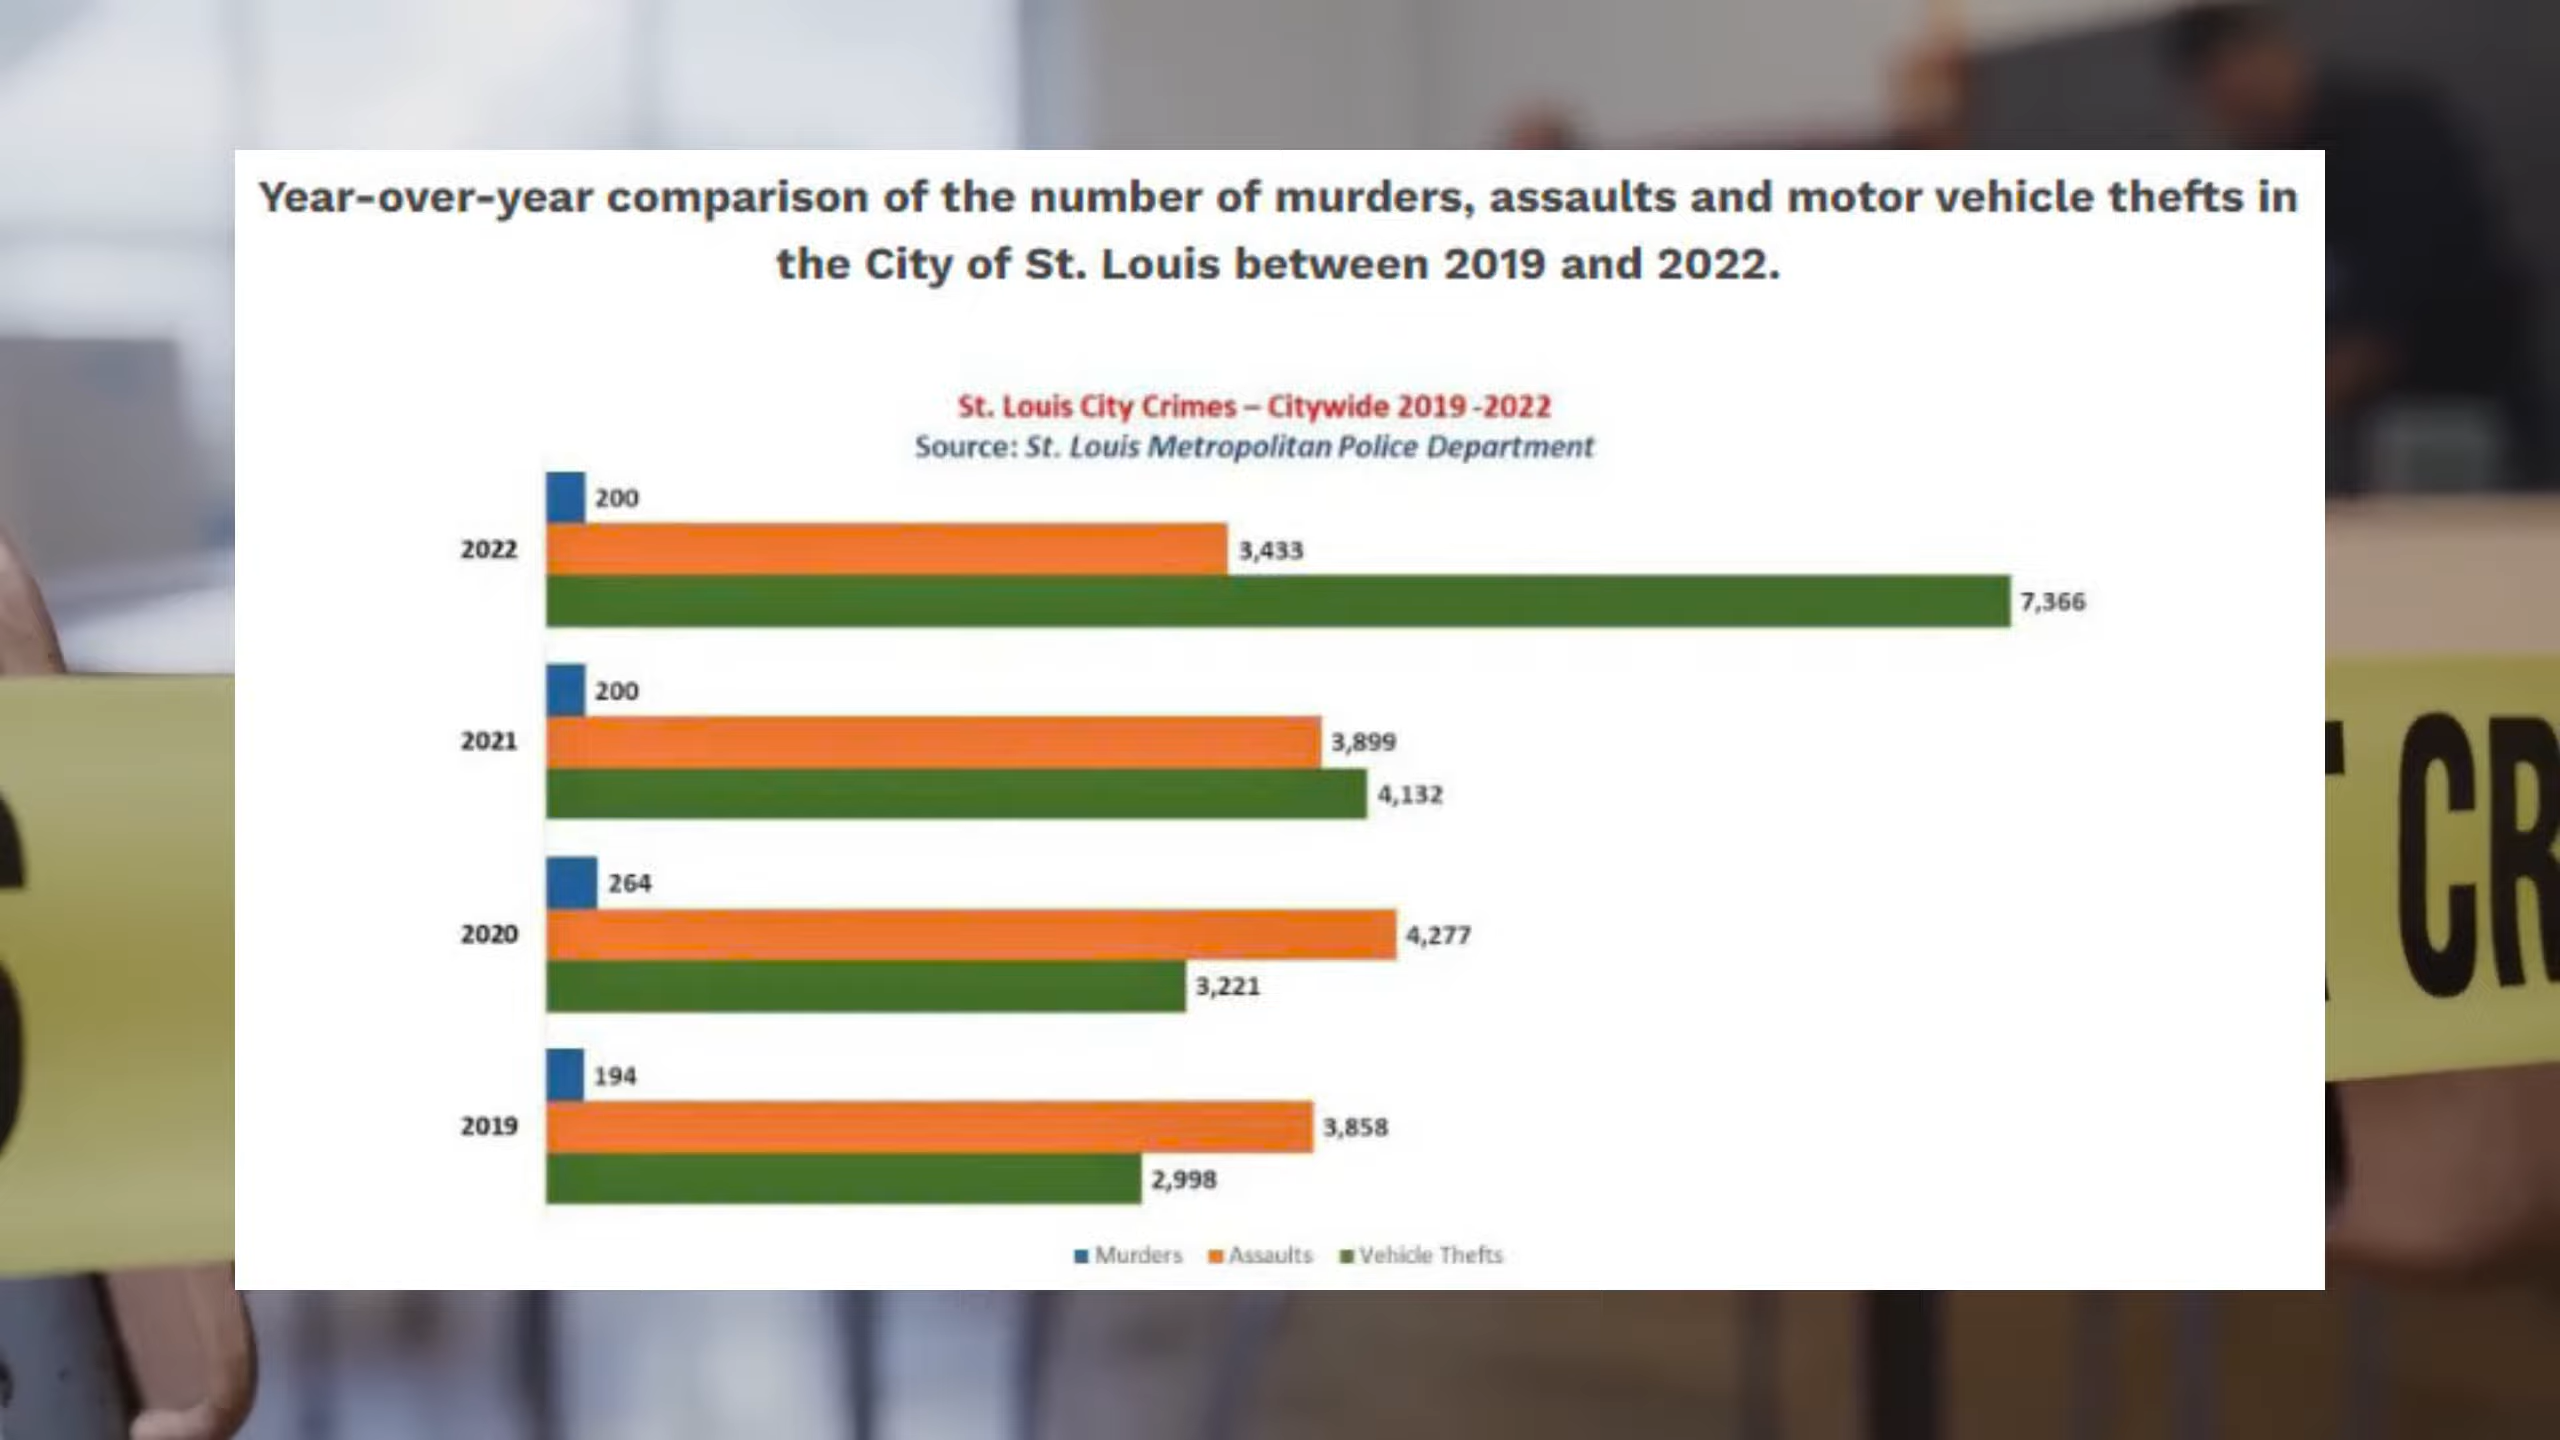 Year-over-year comparison of the number of murders, assaults and motor vehicle thefts in
the City of St. Louis between 2019 and 2022.
St. Louis City Crimes – Citywide 2019 -2022
Source: St. Louis Metropolitan Police Department
200
2022
3,433
7,366
200
2021
3,899
4,132
264
2020
4,277
3,221
194
2019
3,858
2,998
Murders Assaults Vehicle Thefts
CR